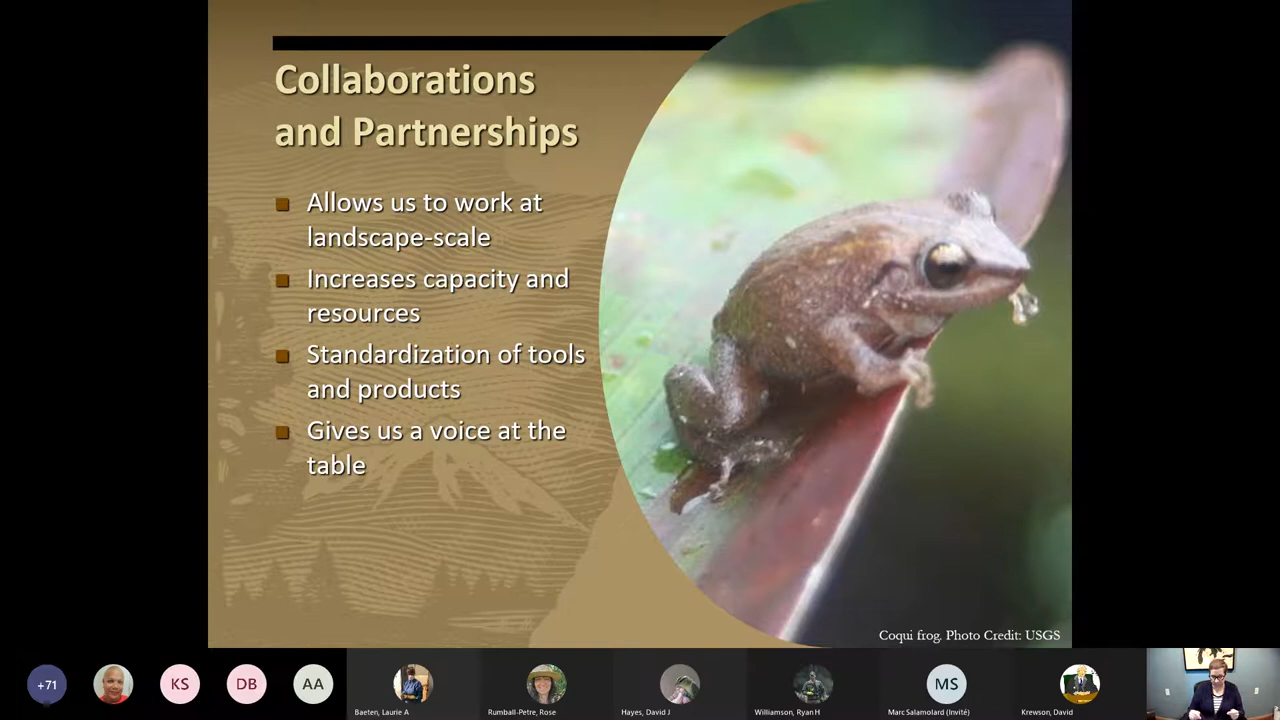 Collaborations
and Partnerships
Allows us to work at
landscape-scale
Increases capacity and
resources
Standardization of tools
and products
Gives us a voice at the
table
Coqui frog. Photo Credit: USGS
+71
KS
DB
AA
Baeten, Laurie A
Rumball-Petre, Rose
Hayes, David J
Williamson, Ryan H
MS
Marc Salamolard (Invité)
Krewson, David